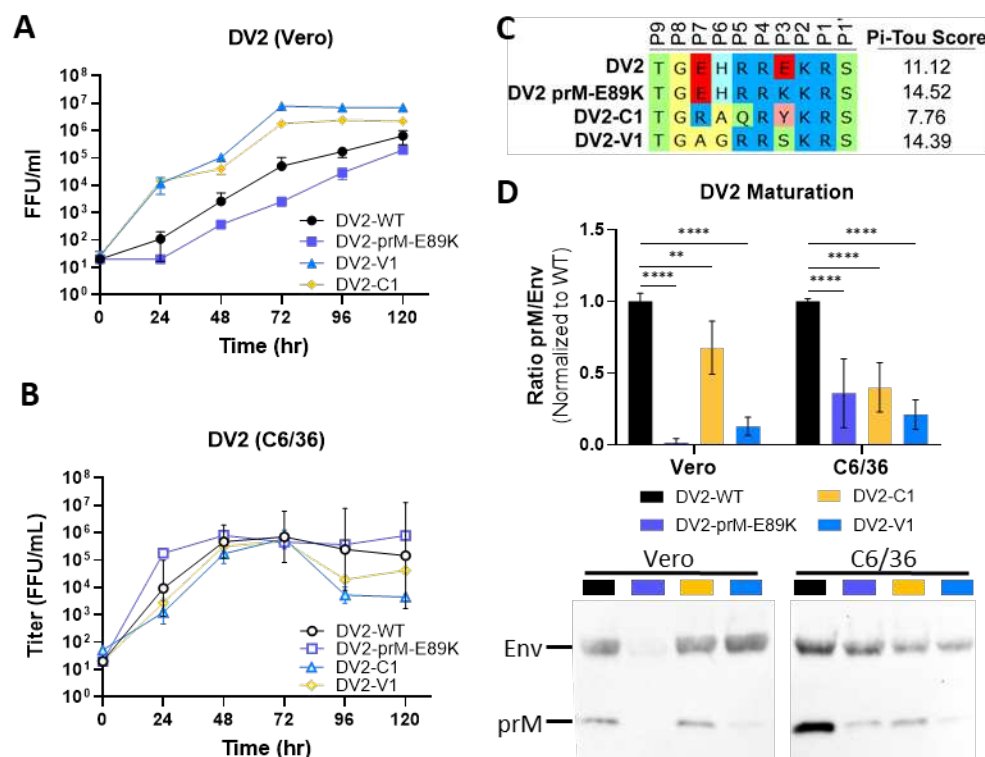 A
DV2 (Vero)
FFU/ml
10⁸
10⁷
10⁶
10⁵
10⁴
10³
10²
10¹
10⁰
DV2-WT
DV2-prM-E89K
DV2-V1
DV2-C1
0 24 48 72 96 120
Time (hr)
B
DV2 (C6/36)
Titer (FFU/mL)
10⁸
10⁷
10⁶
10⁵
10⁴
10³
10²
10¹
10⁰
DV2-WT
DV2-prM-E89K
DV2-C1
DV2-V1
0 24 48 72 96 120
Time (hr)
C
P9 P8 P7 P6 P5 P4 P3 P2 P1 P1' Pi-Tou Score
DV2 T G E H R R E K R S 11.12
DV2 prM-E89K T G E H R R K K R S 14.52
DV2-C1 T G R A Q R Y K R S 7.76
DV2-V1 T G A G R R S K R S 14.39
D
DV2 Maturation
Ratio prM/Env
(Normalized to WT)
1.5
1.0
0.5
0.0
**** ****
** ****
**** ****
Vero C6/36
DV2-WT DV2-C1
DV2-prM-E89K DV2-V1
Vero C6/36
Env
prM